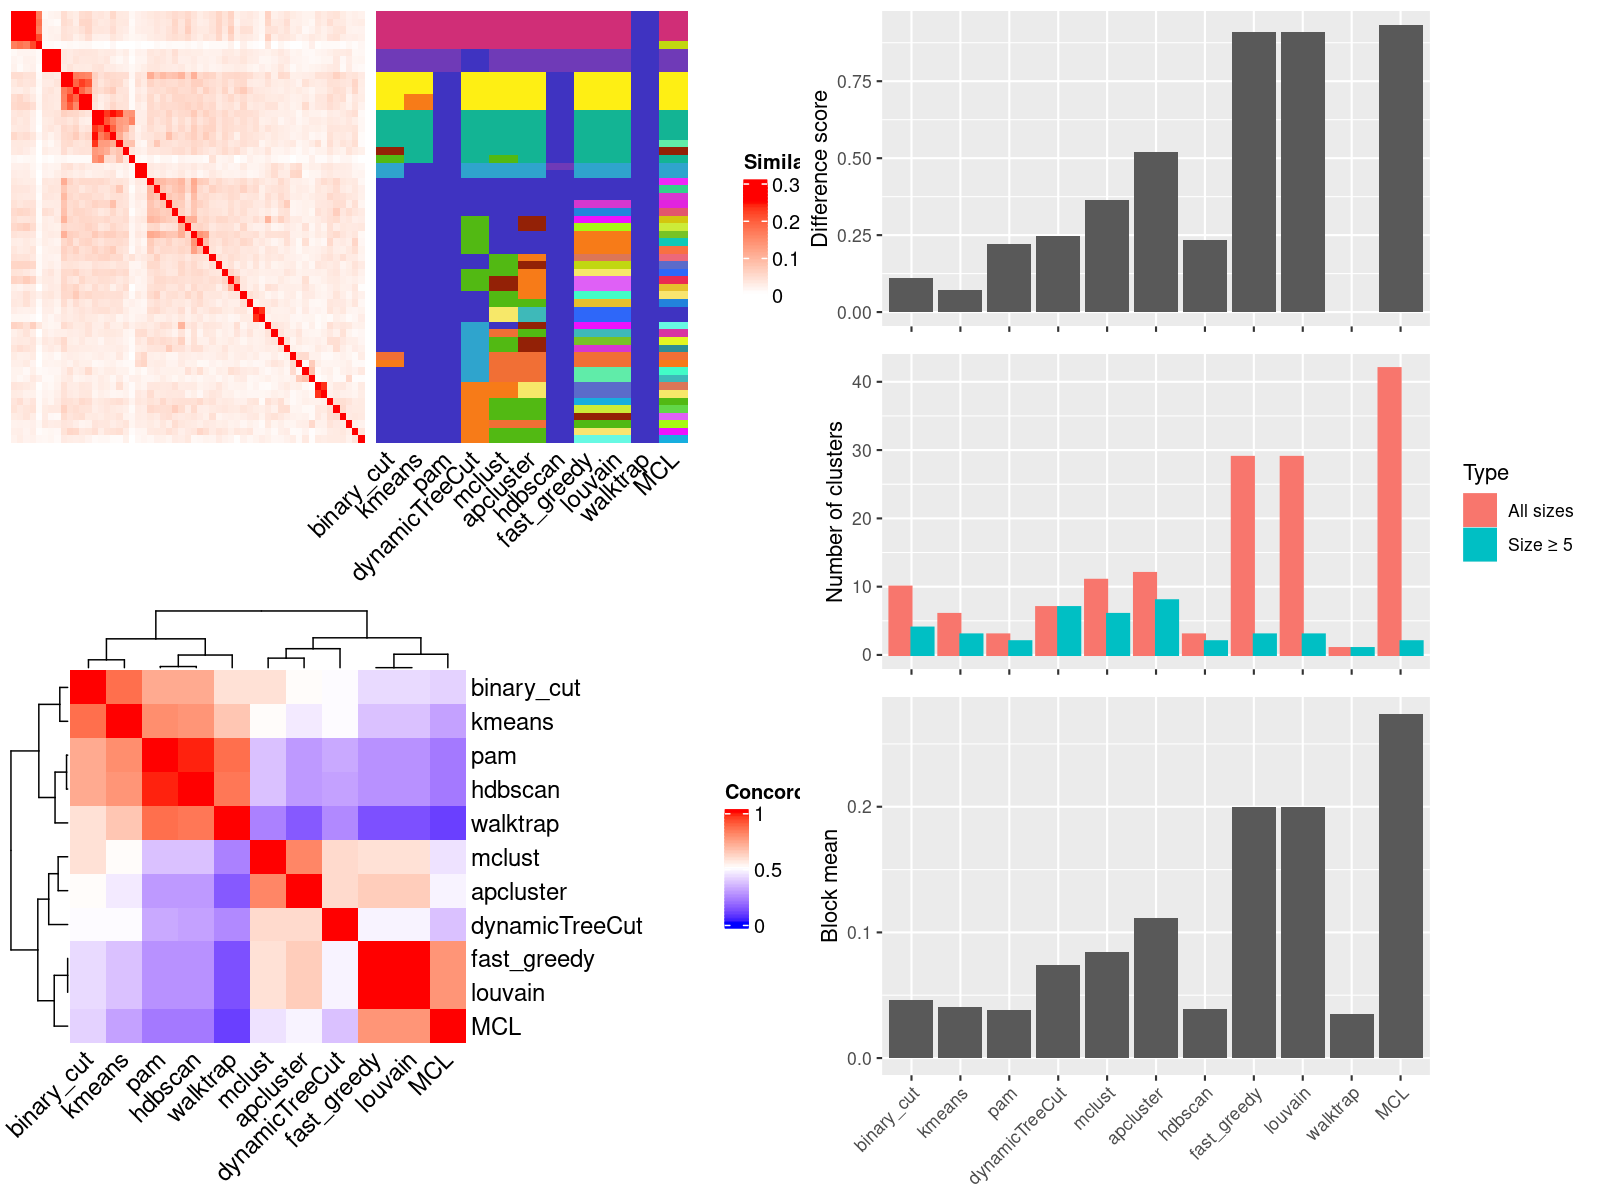 Simila
0.3
0.2
0.1
0
binary_cut
kmeans
pam
dynamicTreeCut
mclust
apcluster
hdbscan
fast_greedy
louvain
walktrap
MCL
binary_cut
kmeans
pam
hdbscan
walktrap
mclust
apcluster
dynamicTreeCut
fast_greedy
louvain
MCL
binary_cut
kmeans
pam
hdbscan
walktrap
mclust
apcluster
dynamicTreeCut
fast_greedy
louvain
MCL
Concord
1
0.5
0
Difference score
0.75
0.50
0.25
0.00
Number of clusters
40
30
20
10
0
Type
All sizes
Size ≥ 5
Block mean
0.2
0.1
0.0
binary_cut
kmeans
pam
dynamicTreeCut
mclust
apcluster
hdbscan
fast_greedy
louvain
walktrap
MCL